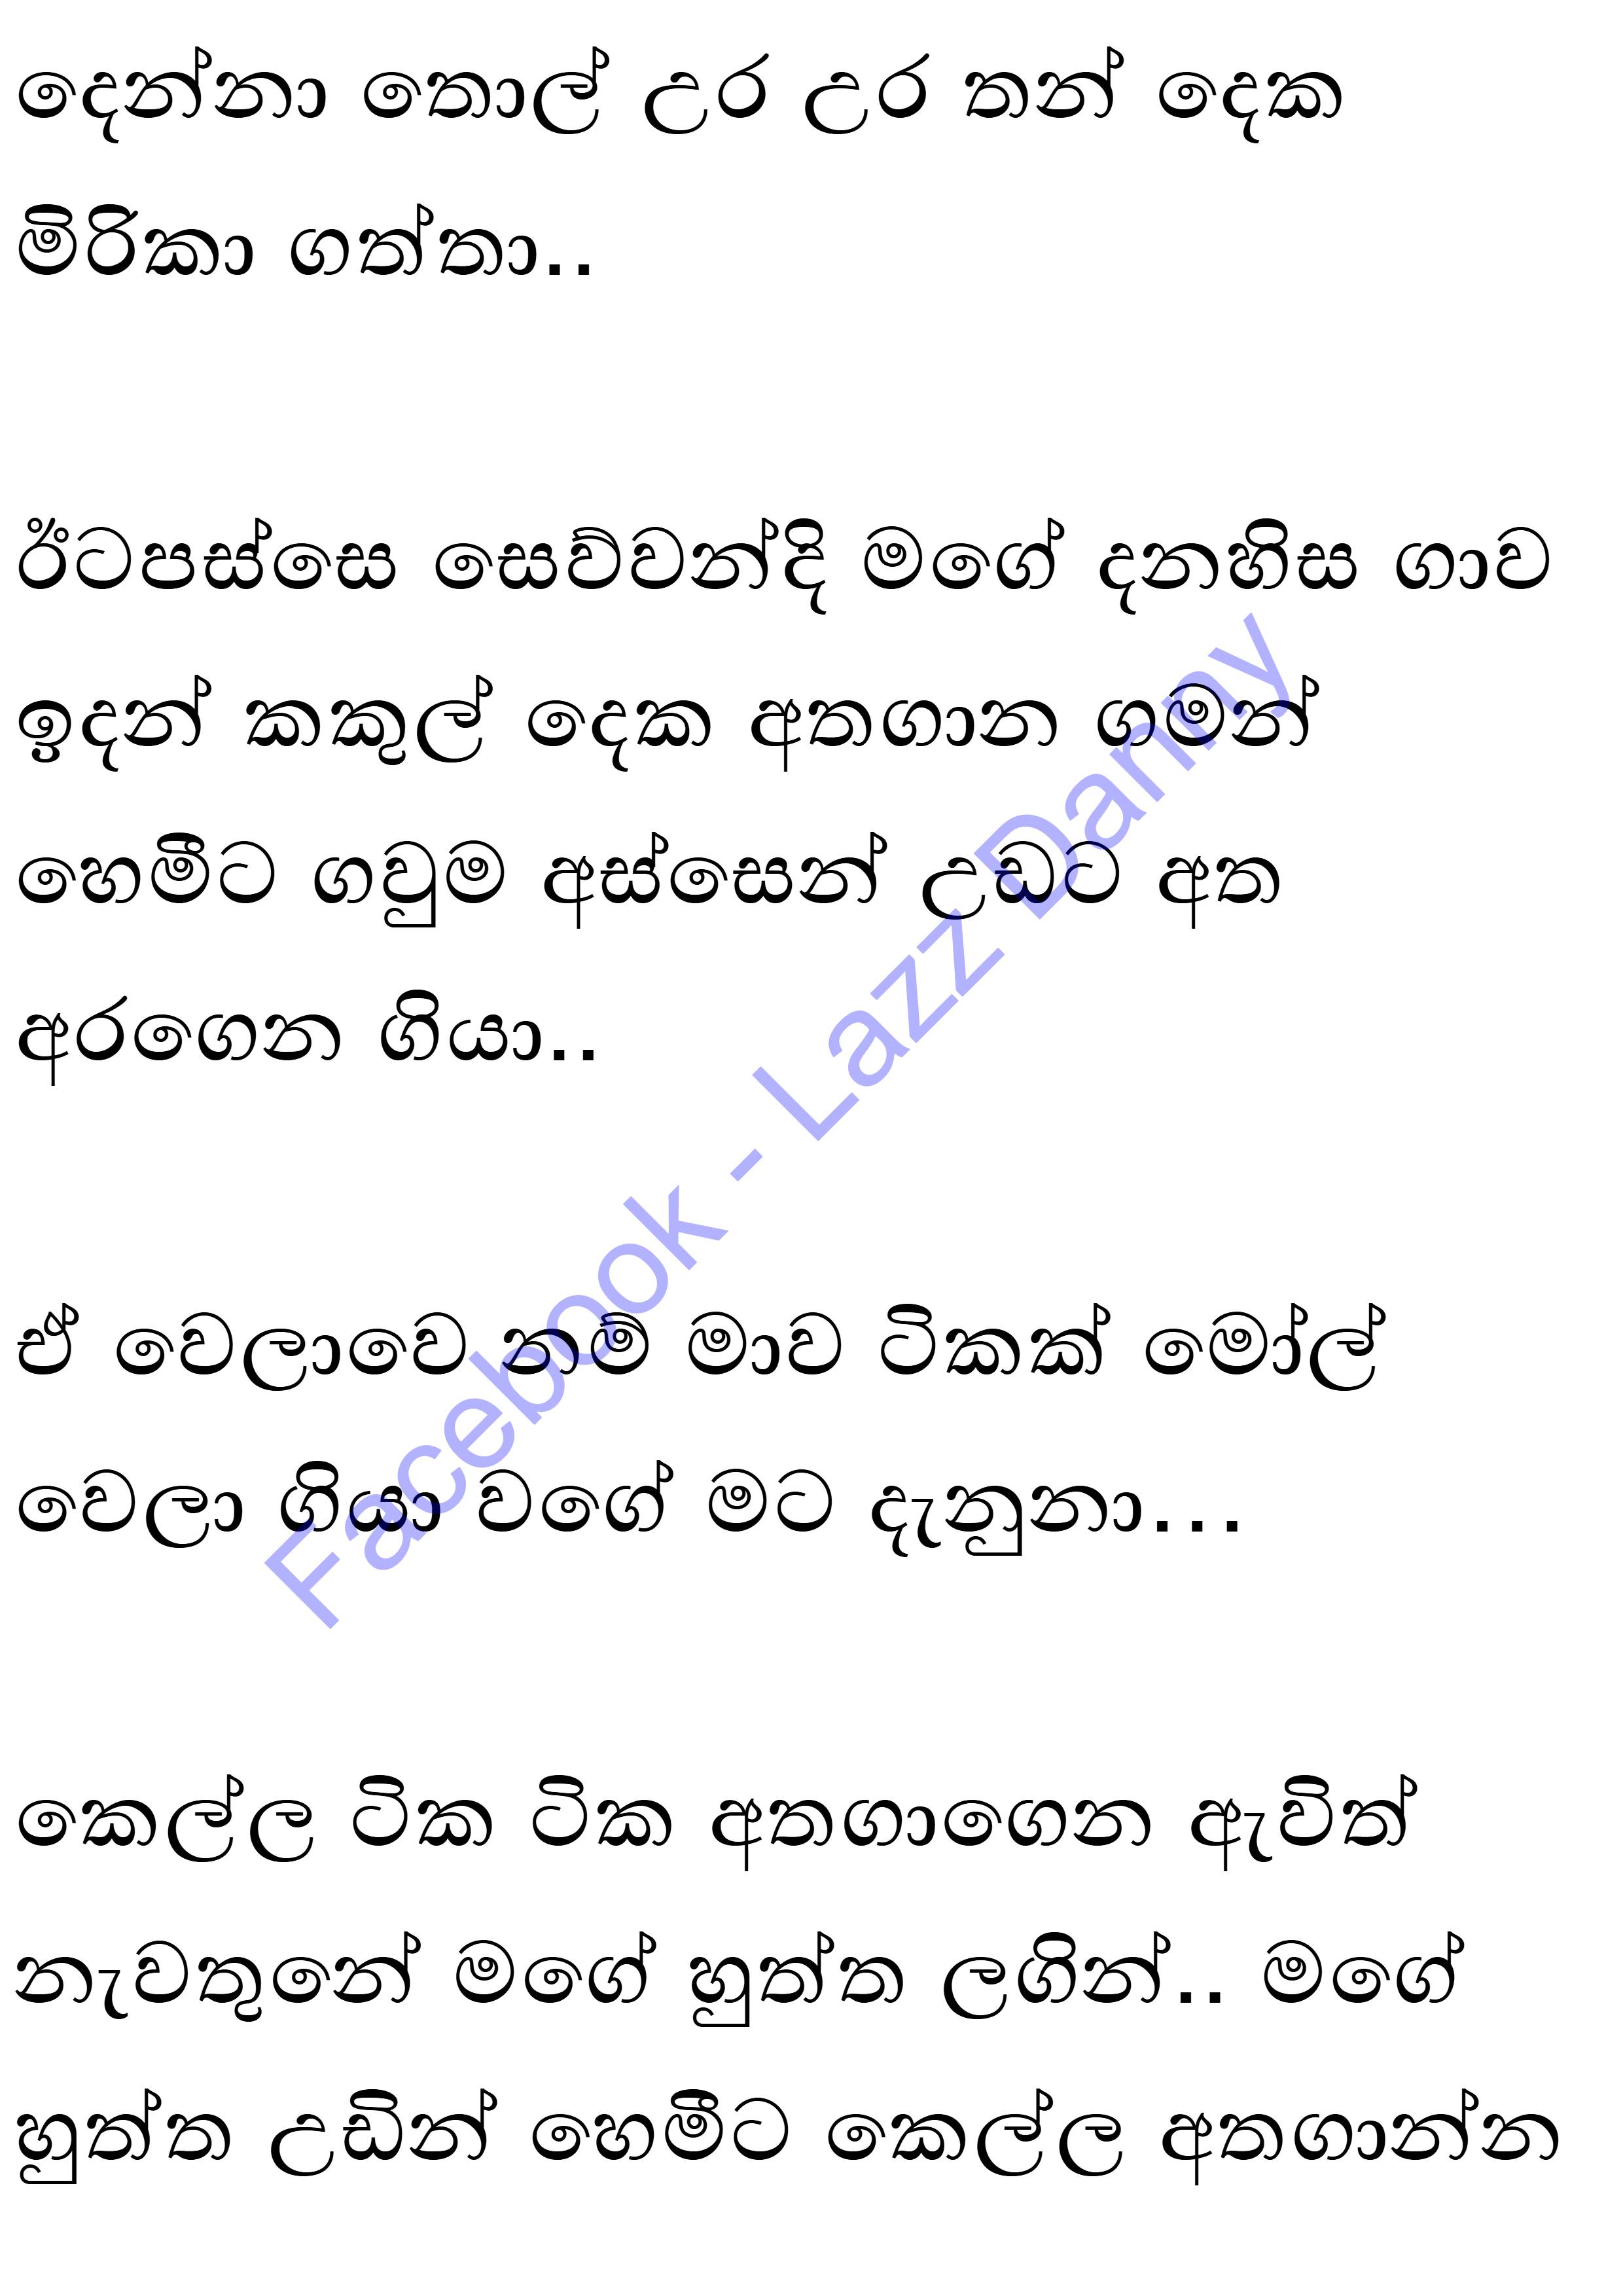 දෙන්නා තොල් උර උර තන් දෙක
මිරිකා ගත්තා..
ඊටපස්සෙ සෙව්වන්දි මගේ දනහිස ගාව
ඉදන් කකුල් දෙක අතගාන ගමන්
හෙමීට ගවුම අස්සෙන් උඩට අත
අරගෙන ගියා..
ඒ වෙලාවෙ නම් මාව ටිකක් මෝල්
වෙලා ගියා වගේ මට දැනුනා...
කෙල්ල ටික ටික අතගාගෙන ඇවිත්
නැවතුනේ මගේ හුත්ත ලගින්.. මගේ
හුත්ත උඩින් හෙමීට කෙල්ල අතගාන්න
Facebook - Lazz Danny